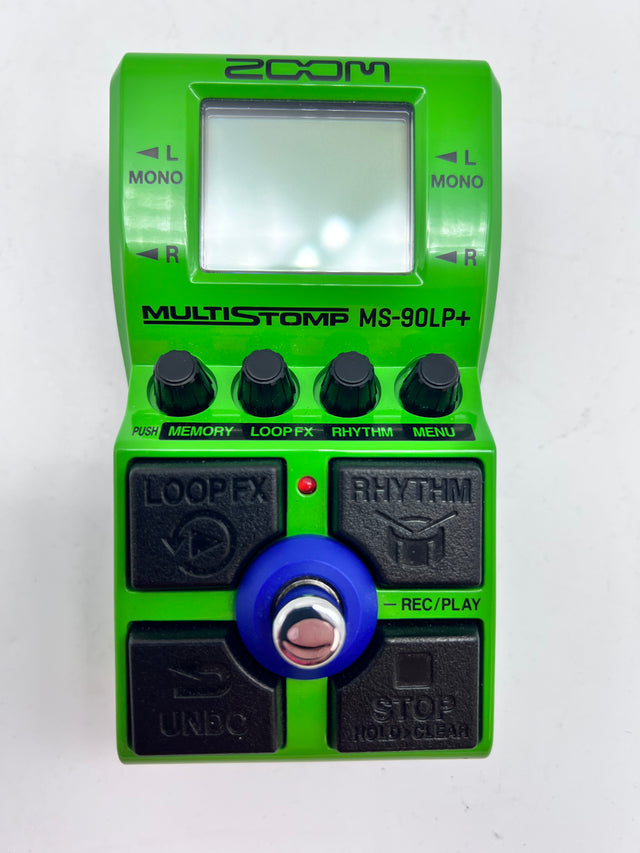 ZOOM
◄ L
MONO
◄ R
◄ L
MONO
◄ R
MULTISTOMP MS-90LP+
PUSH MEMORY LOOP FX RHYTHM MENU
LOOP FX
RHYTHM
REC/PLAY
UNDO
STOP
HOLD>CLEAR